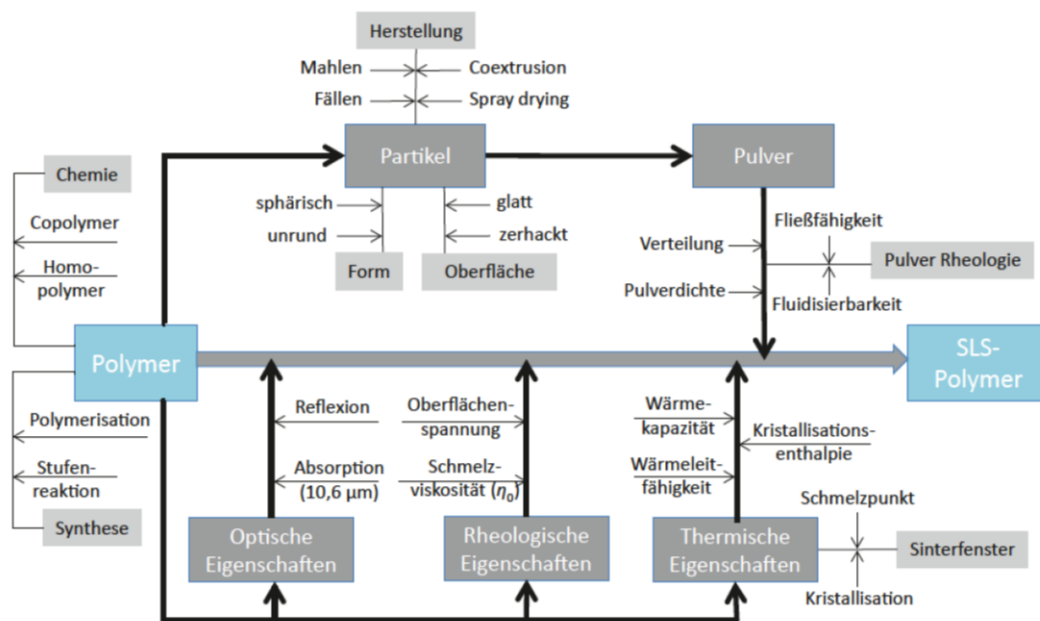 Herstellung
Mahlen
Coextrusion
Fällen
Spray drying
Partikel
Pulver
Chemie
Copolymer
Homo-
polymer
sphärisch
glatt
unrund
zerhackt
Form
Oberfläche
Fließfähigkeit
Verteilung
Pulver Rheologie
Pulverdichte
Fluidisierbarkeit
Polymer
SLS-
Polymer
Polymerisation
Stufen-
reaktion
Synthese
Reflexion
Absorption
(10,6 µm)
Oberflächen-
spannung
Schmelz-
viskosität (η₀)
Wärme-
kapazität
Kristallisations-
enthalpie
Wärmeleit-
fähigkeit
Optische
Eigenschaften
Rheologische
Eigenschaften
Thermische
Eigenschaften
Schmelzpunkt
Sinterfenster
Kristallisation